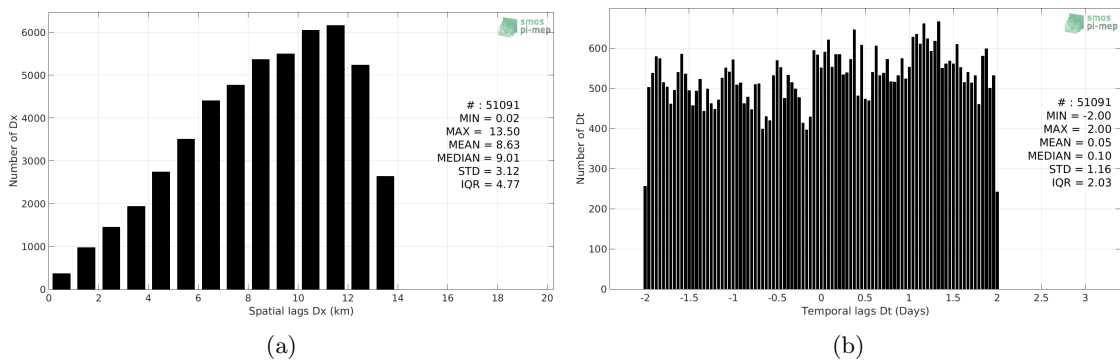 smos
pi-mep
6000
5000
4000
3000
2000
1000
0
Number of Dx
# : 51091
MIN = 0.02
MAX = 13.50
MEAN = 8.63
MEDIAN = 9.01
STD = 3.12
IQR = 4.77
0 2 4 6 8 10 12 14 16 18 20
Spatial lags Dx (km)
(a)
smos
pi-mep
600
500
400
300
200
100
0
Number of Dt
# : 51091
MIN = -2.00
MAX = 2.00
MEAN = 0.05
MEDIAN = 0.10
STD = 1.16
IQR = 2.03
-2 -1.5 -1 -0.5 0 0.5 1 1.5 2 2.5 3
Temporal lags Dt (Days)
(b)